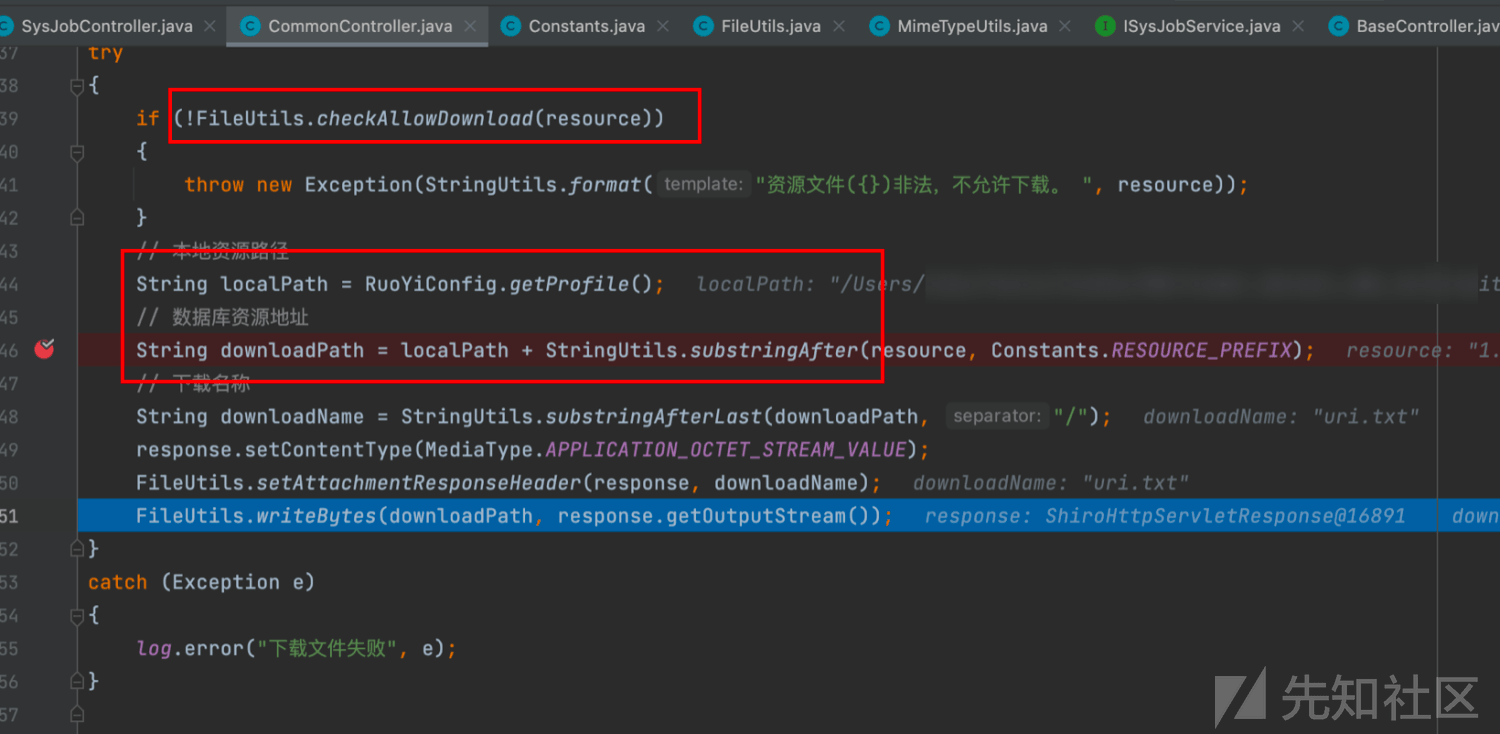 SysJobController.java CommonController.java Constants.java FileUtils.java MimeTypeUtils.java ISysJobService.java BaseController.jav
37 try
38 {
39 if (!FileUtils.checkAllowDownload(resource))
40 {
41 throw new Exception(StringUtils.format( template: "资源文件({})非法，不允许下载。 ", resource));
42 }
43 // 本地资源路径
44 String localPath = RuoYiConfig.getProfile(); localPath: "/Users/ it
45 // 数据库资源地址
46 String downloadPath = localPath + StringUtils.substringAfter(resource, Constants.RESOURCE_PREFIX); resource: "1.
47 // 下载名称
48 String downloadName = StringUtils.substringAfterLast(downloadPath, separator: "/"); downloadName: "uri.txt"
49 response.setContentType(MediaType.APPLICATION_OCTET_STREAM_VALUE);
50 FileUtils.setAttachmentResponseHeader(response, downloadName); downloadName: "uri.txt"
51 FileUtils.writeBytes(downloadPath, response.getOutputStream()); response: ShiroHttpServletResponse@16891 down
52 }
53 catch (Exception e)
54 {
55 log.error("下载文件失败", e);
56 }
57
先知社区